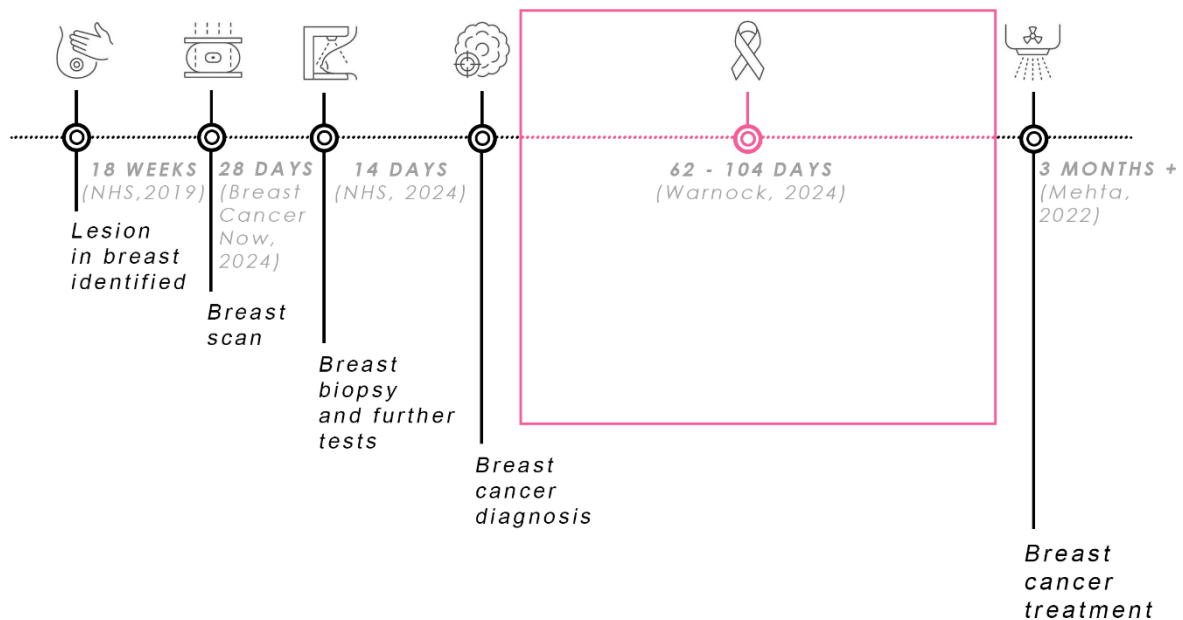 18 WEEKS
(NHS,2019)
28 DAYS
(Breast
Cancer
Now,
2024)
14 DAYS
(NHS, 2024)
62 - 104 DAYS
(Warnock, 2024)
3 MONTHS +
(Mehta,
2022)
Lesion
in breast
identified
Breast
scan
Breast
biopsy
and further
tests
Breast
cancer
diagnosis
Breast
cancer
treatment